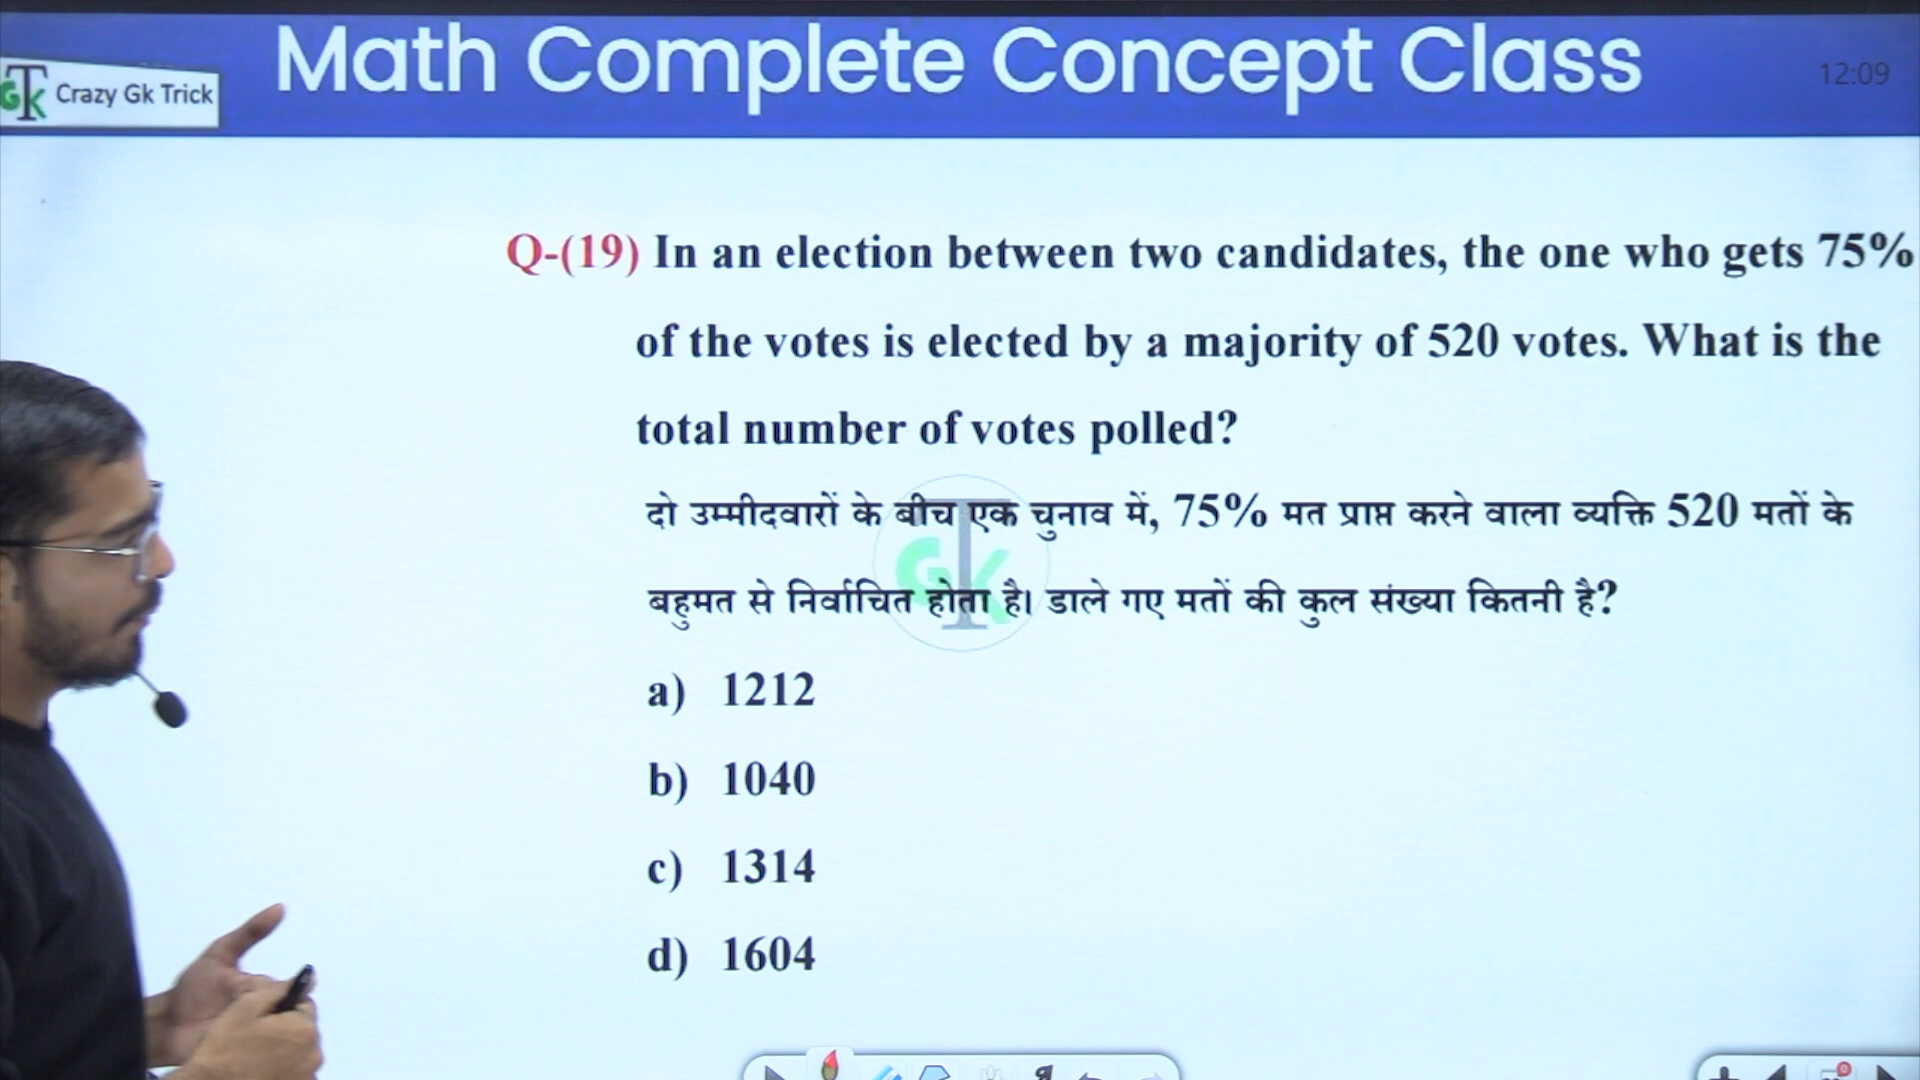 Math Complete Concept Class
12:09
GTK Crazy Gk Trick
Q-(19) In an election between two candidates, the one who gets 75%
of the votes is elected by a majority of 520 votes. What is the
total number of votes polled?
दो उम्मीदवारों के बीच एक चुनाव में, 75% मत प्राप्त करने वाला व्यक्ति 520 मतों के
बहुमत से निर्वाचित होता है। डाले गए मतों की कुल संख्या कितनी है?
GTK
a) 1212
b) 1040
c) 1314
d) 1604